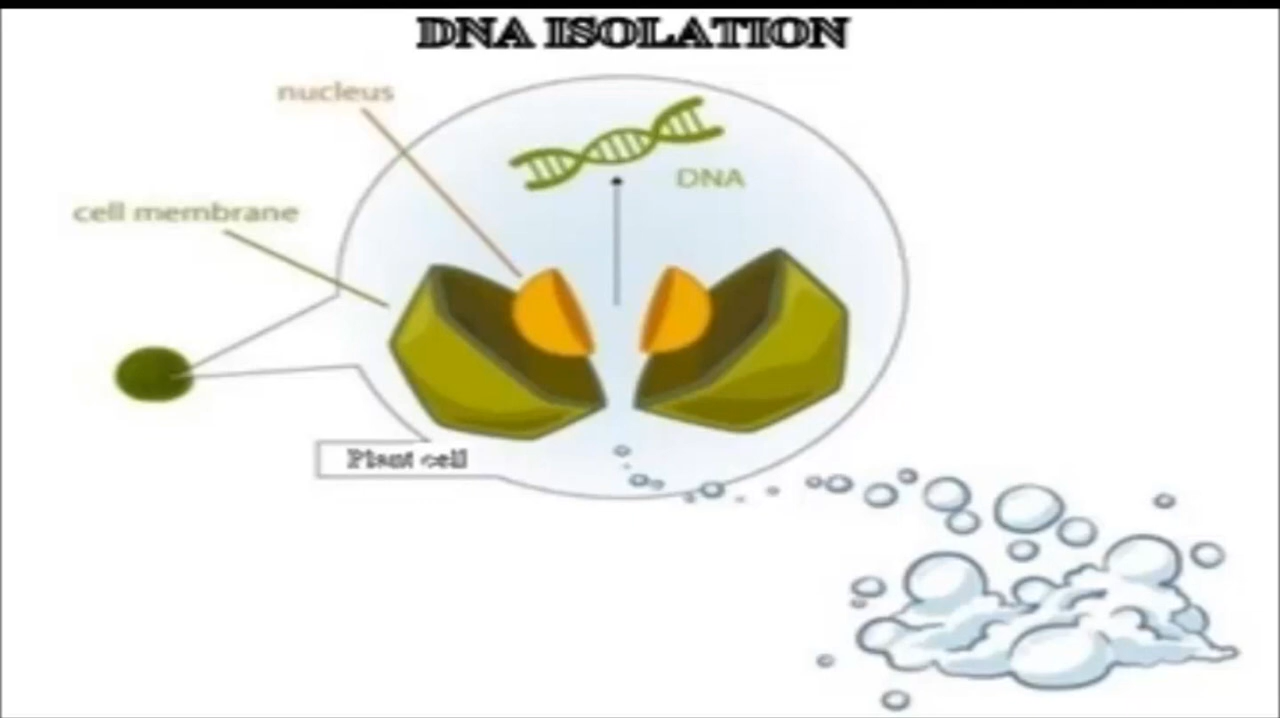 DNA ISOLATION
nucleus
DNA
cell membrane
Plant cell